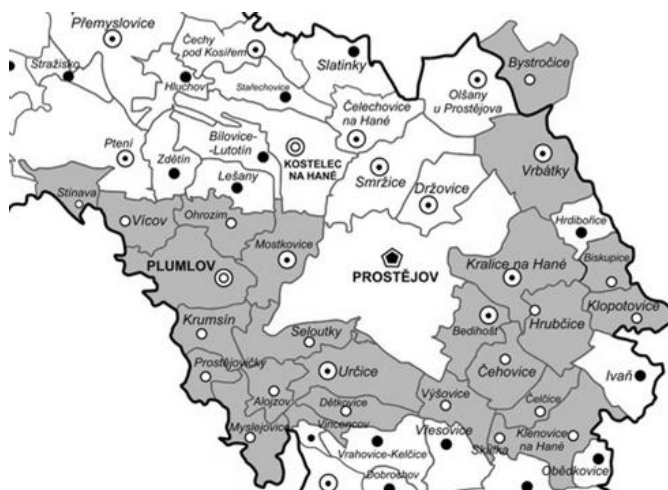 Přemyslovice
Čechy
pod Kosířem
Slatinky
Bystročice
Stražisko
Hluchov
Stařechovice
Olšany
u Prostějova
Čelechovice
na Hané
Ptení
Bílovice-
Lutotín
KOSTELEC
NA HANÉ
Zdětín
Smržice
Vrbátky
Lešany
Držovice
Stínava
Vícov
Ohrozim
Hrdibořice
Mostkovice
PLUMLOV
PROSTĚJOV
Kralice na Hané
Biskupice
Klopotovice
Krumsín
Bedihošť
Hrubčice
Seloutky
Prostějovičky
Určice
Čehovice
Ivaň
Alojzov
Dětkovice
Výšovice
Čelčice
Myslejovice
Vincencov
Vřesovice
Skalka
Klenovice
na Hané
Vrahovice-Kelčice
Dobrochov
Obědkovice